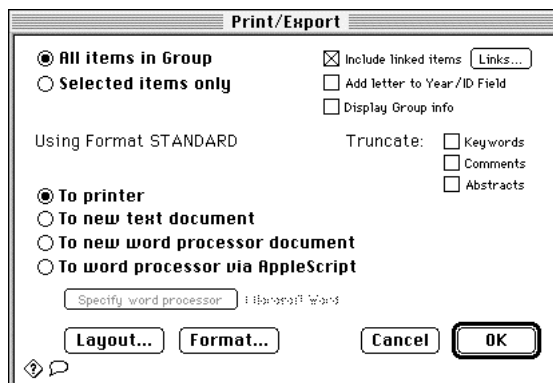 Print/Export
All items in Group
Selected items only
Include linked items Links...
Add letter to Year/ID Field
Display Group info
Using Format STANDARD
Truncate: Keywords
Comments
Abstracts
To printer
To new text document
To new word processor document
To word processor via AppleScript
Specify word processor Microsoft Word
Layout... Format... Cancel OK
?